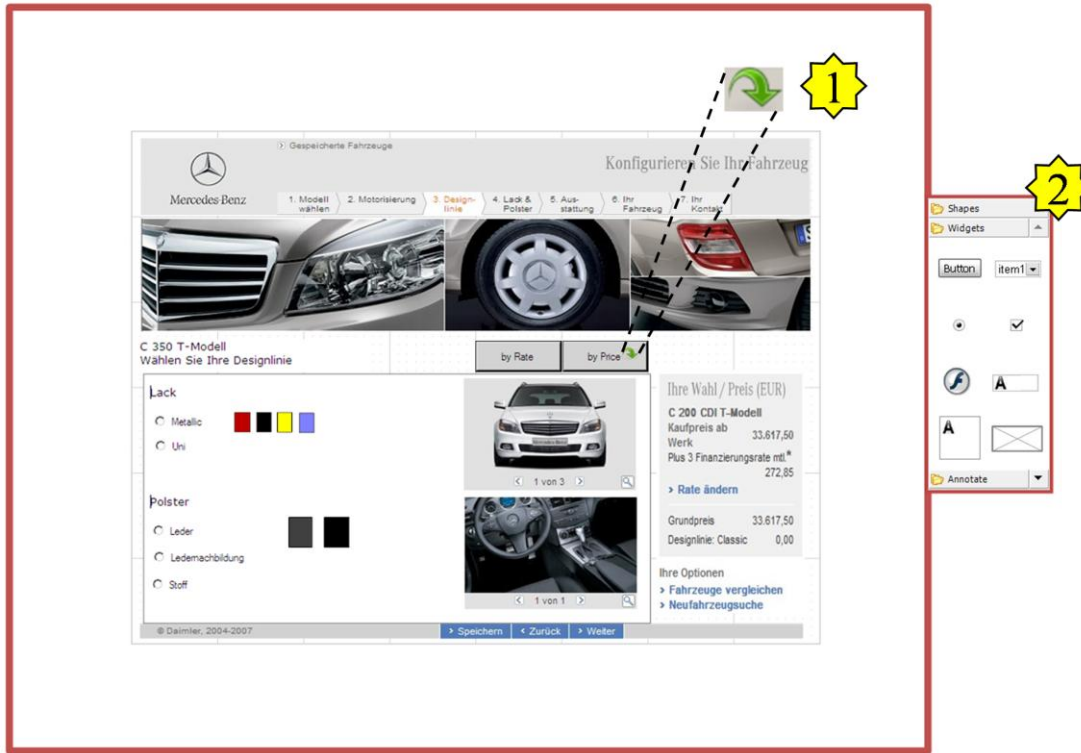 1
› Gespeicherte Fahrzeuge
Konfigurieren Sie Ihr Fahrzeug
Mercedes-Benz
1. Modell
wählen
2. Motorisierung
3. Design-
linie
4. Lack &
Polster
5. Aus-
stattung
6. Ihr
Fahrzeug
7. Ihr
Kontakt
2
Shapes
Widgets
Button
item1
A
A
Annotate
C 350 T-Modell
Wählen Sie Ihre Designlinie
by Rate
by Price
Lack
Metallic
Uni
1 von 3
Polster
Leder
Ledernachbildung
Stoff
1 von 1
Ihre Wahl / Preis (EUR)
C 200 CDI T-Modell
Kaufpreis ab
Werk 33.617,50
Plus 3 Finanzierungsrate mtl.*
272,85
› Rate ändern
Grundpreis 33.617,50
Designlinie: Classic 0,00
Ihre Optionen
› Fahrzeuge vergleichen
› Neufahrzeugsuche
© Daimler, 2004-2007
› Speichern
‹ Zurück
› Weiter